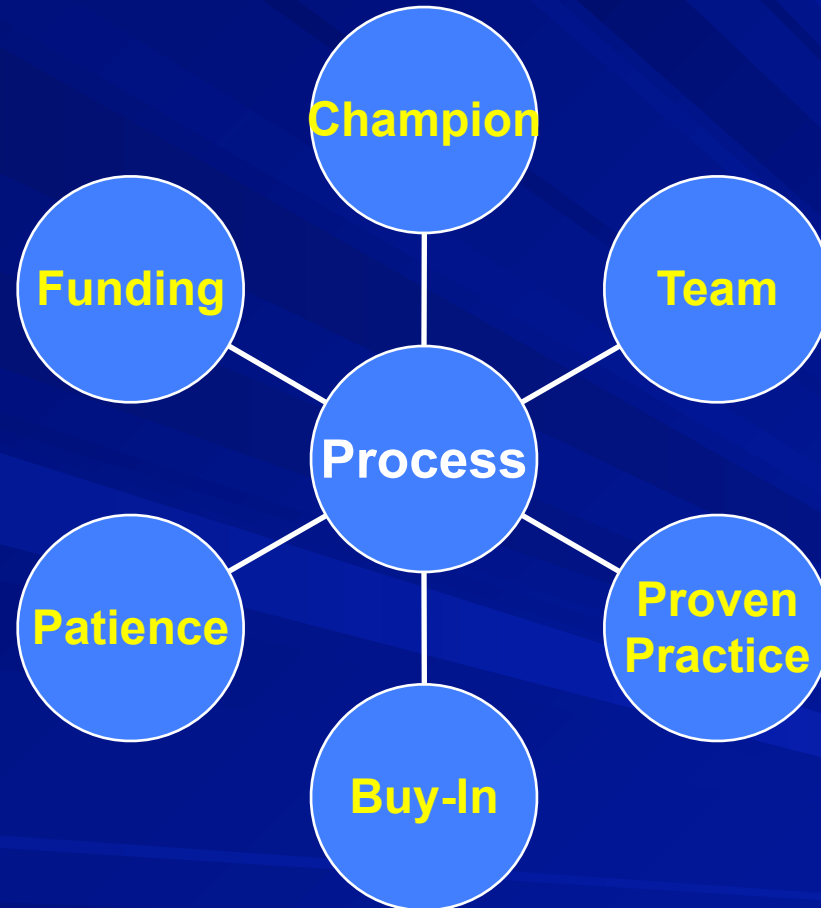 Champion
Funding
Team
Process
Patience
Proven
Practice
Buy-In